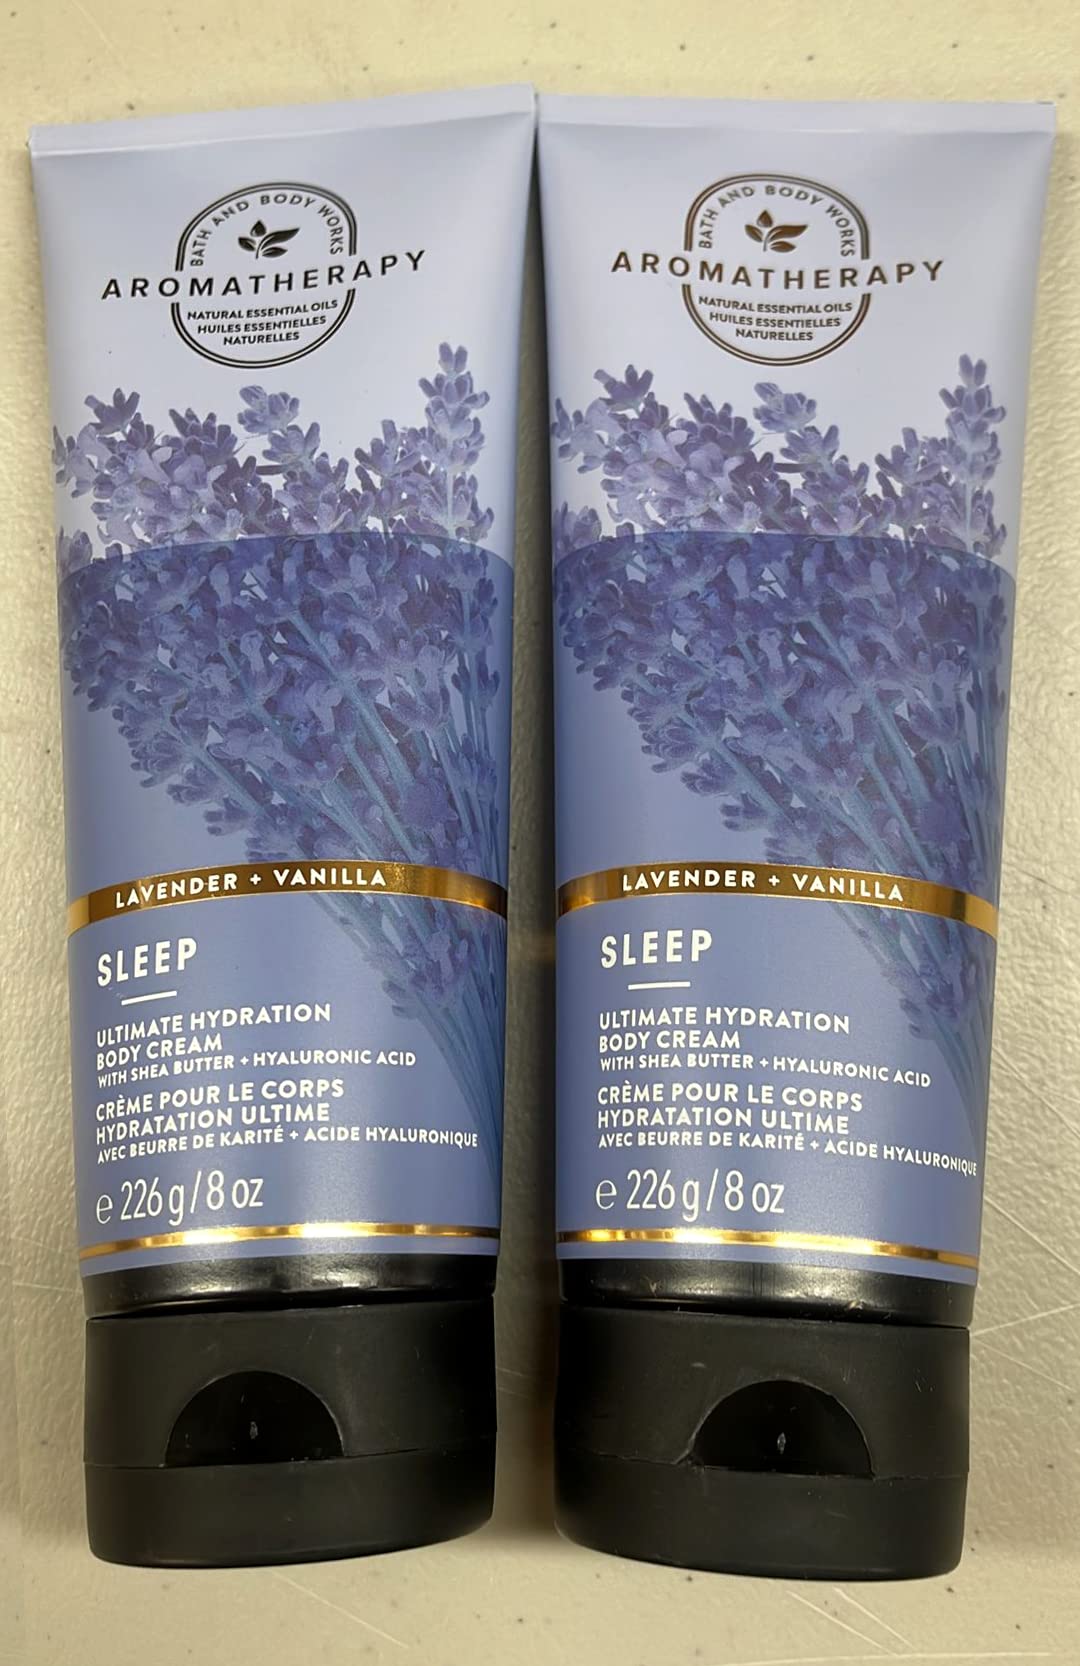 BATH AND BODY WORKS
AROMATHERAPY
NATURAL ESSENTIAL OILS
HUILES ESSENTIELLES
NATURELLES
LAVENDER + VANILLA
SLEEP
ULTIMATE HYDRATION
BODY CREAM
WITH SHEA BUTTER + HYALURONIC ACID
CRÈME POUR LE CORPS
HYDRATATION ULTIME
AVEC BEURRE DE KARITÉ + ACIDE HYALURONIQUE
℮ 226 g / 8 oz
BATH AND BODY WORKS
AROMATHERAPY
NATURAL ESSENTIAL OILS
HUILES ESSENTIELLES
NATURELLES
LAVENDER + VANILLA
SLEEP
ULTIMATE HYDRATION
BODY CREAM
WITH SHEA BUTTER + HYALURONIC ACID
CRÈME POUR LE CORPS
HYDRATATION ULTIME
AVEC BEURRE DE KARITÉ + ACIDE HYALURONIQUE
℮ 226 g / 8 oz